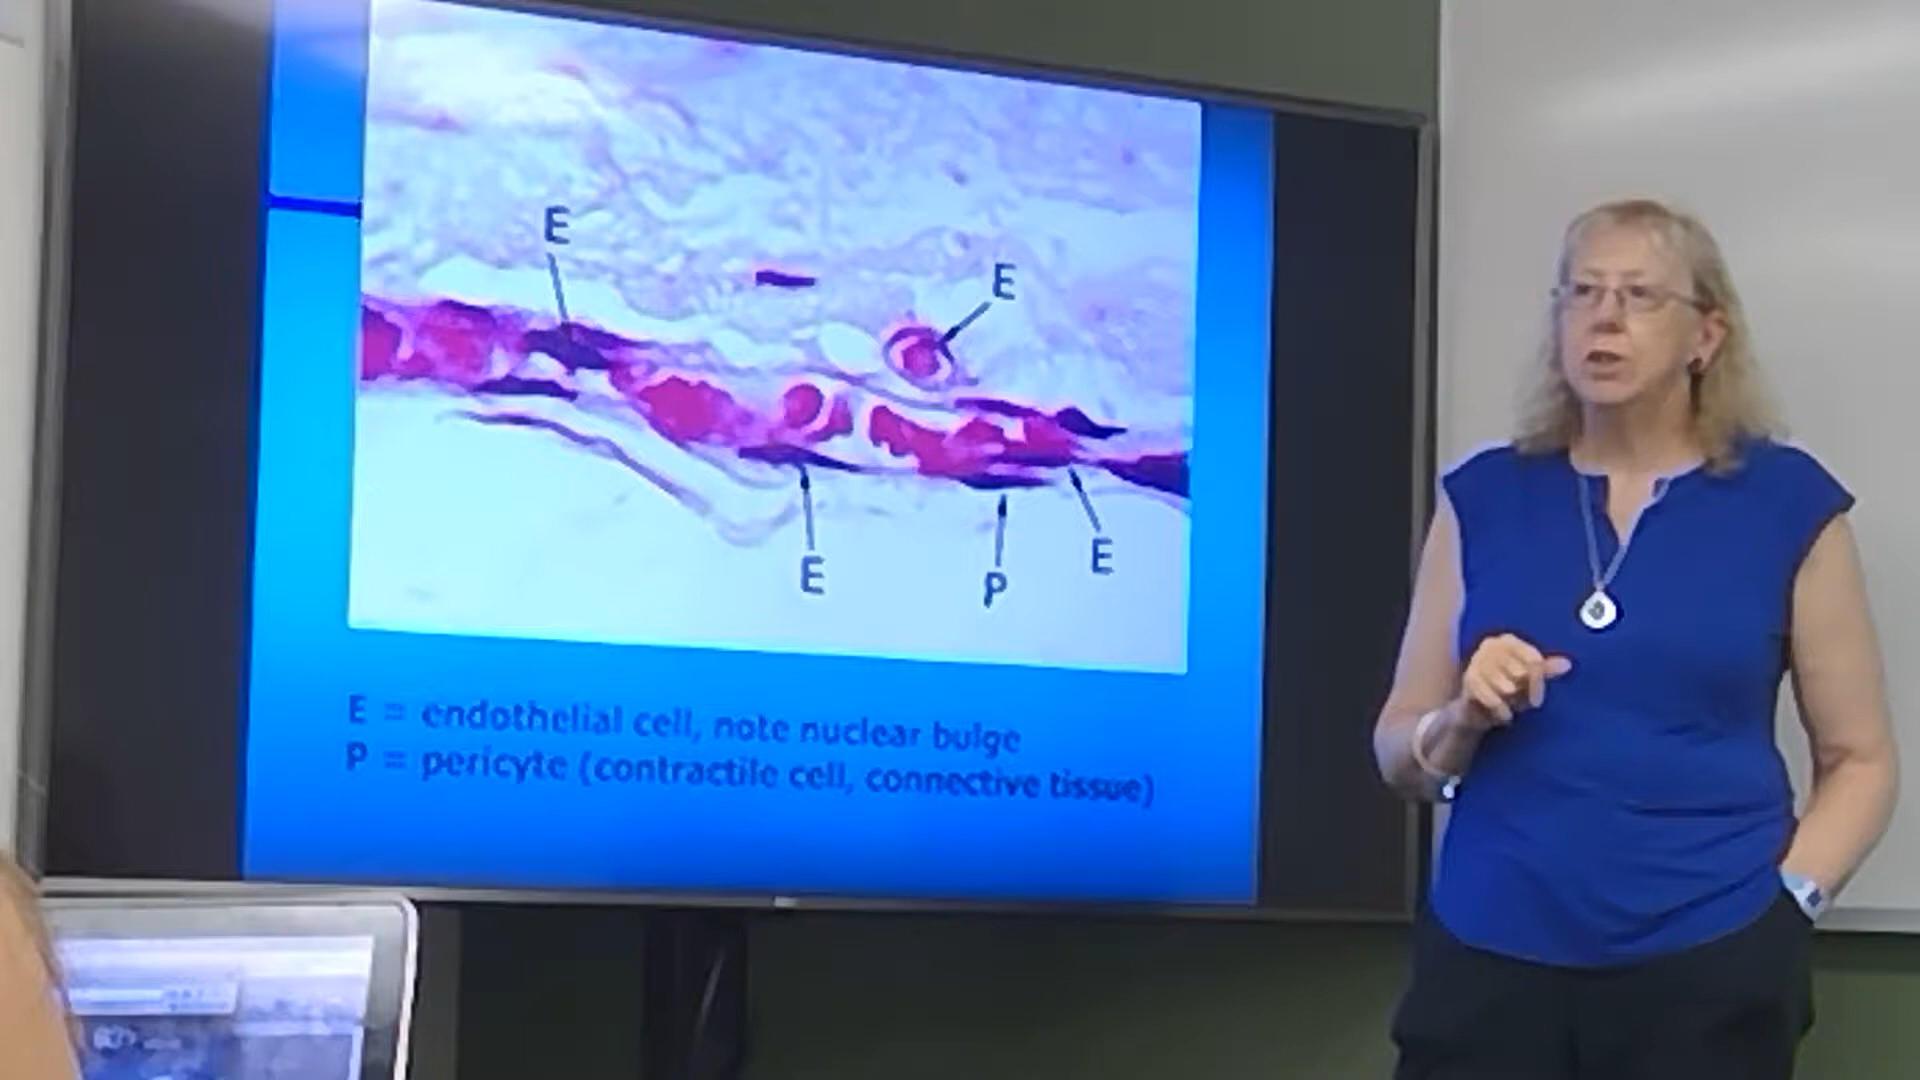 E
E
E
P
E
E = endothelial cell, note nuclear bulge
P = pericyte (contractile cell, connective tissue)